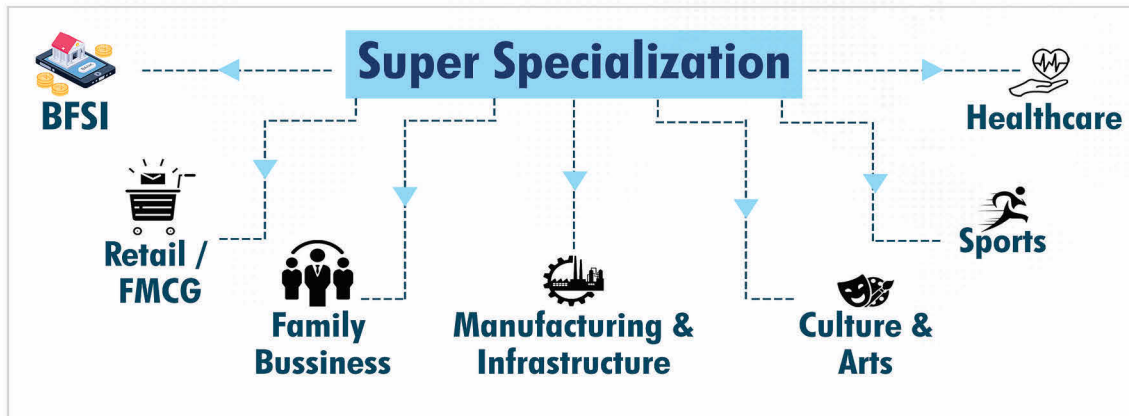 Super Specialization
BFSI
Healthcare
Retail /
FMCG
Sports
Family
Bussiness
Manufacturing &
Infrastructure
Culture &
Arts